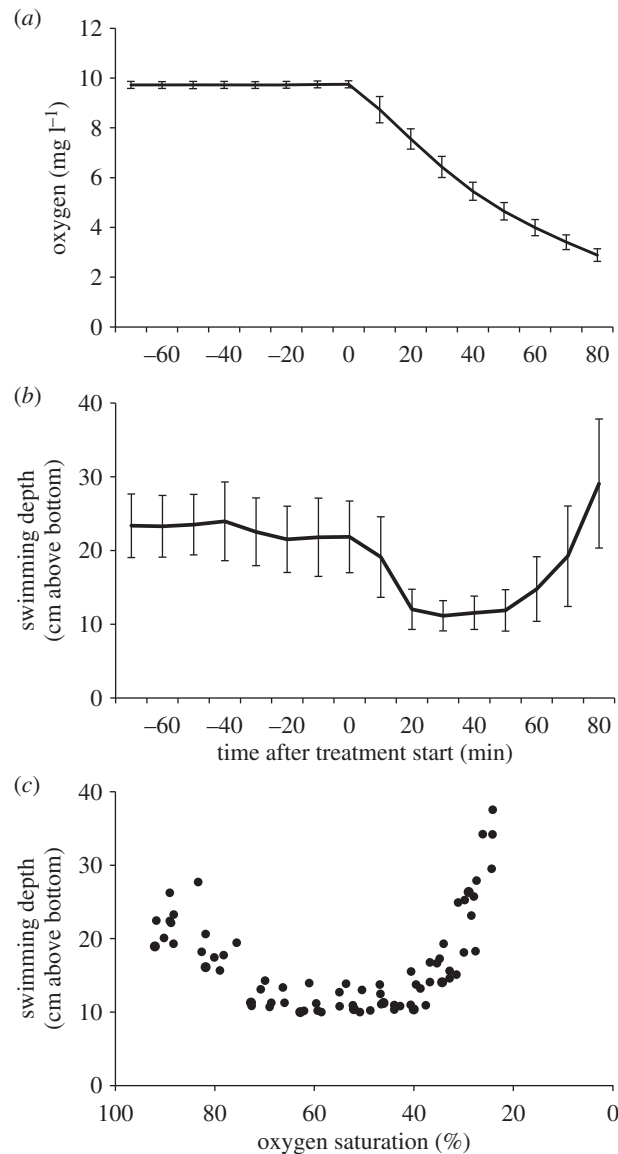 (a)
12
10
8
6
4
2
0
oxygen (mg l⁻¹)
–60 –40 –20 0 20 40 60 80
(b)
40
30
20
10
0
swimming depth
(cm above bottom)
–60 –40 –20 0 20 40 60 80
time after treatment start (min)
(c)
40
30
20
10
0
swimming depth
(cm above bottom)
100 80 60 40 20 0
oxygen saturation (%)